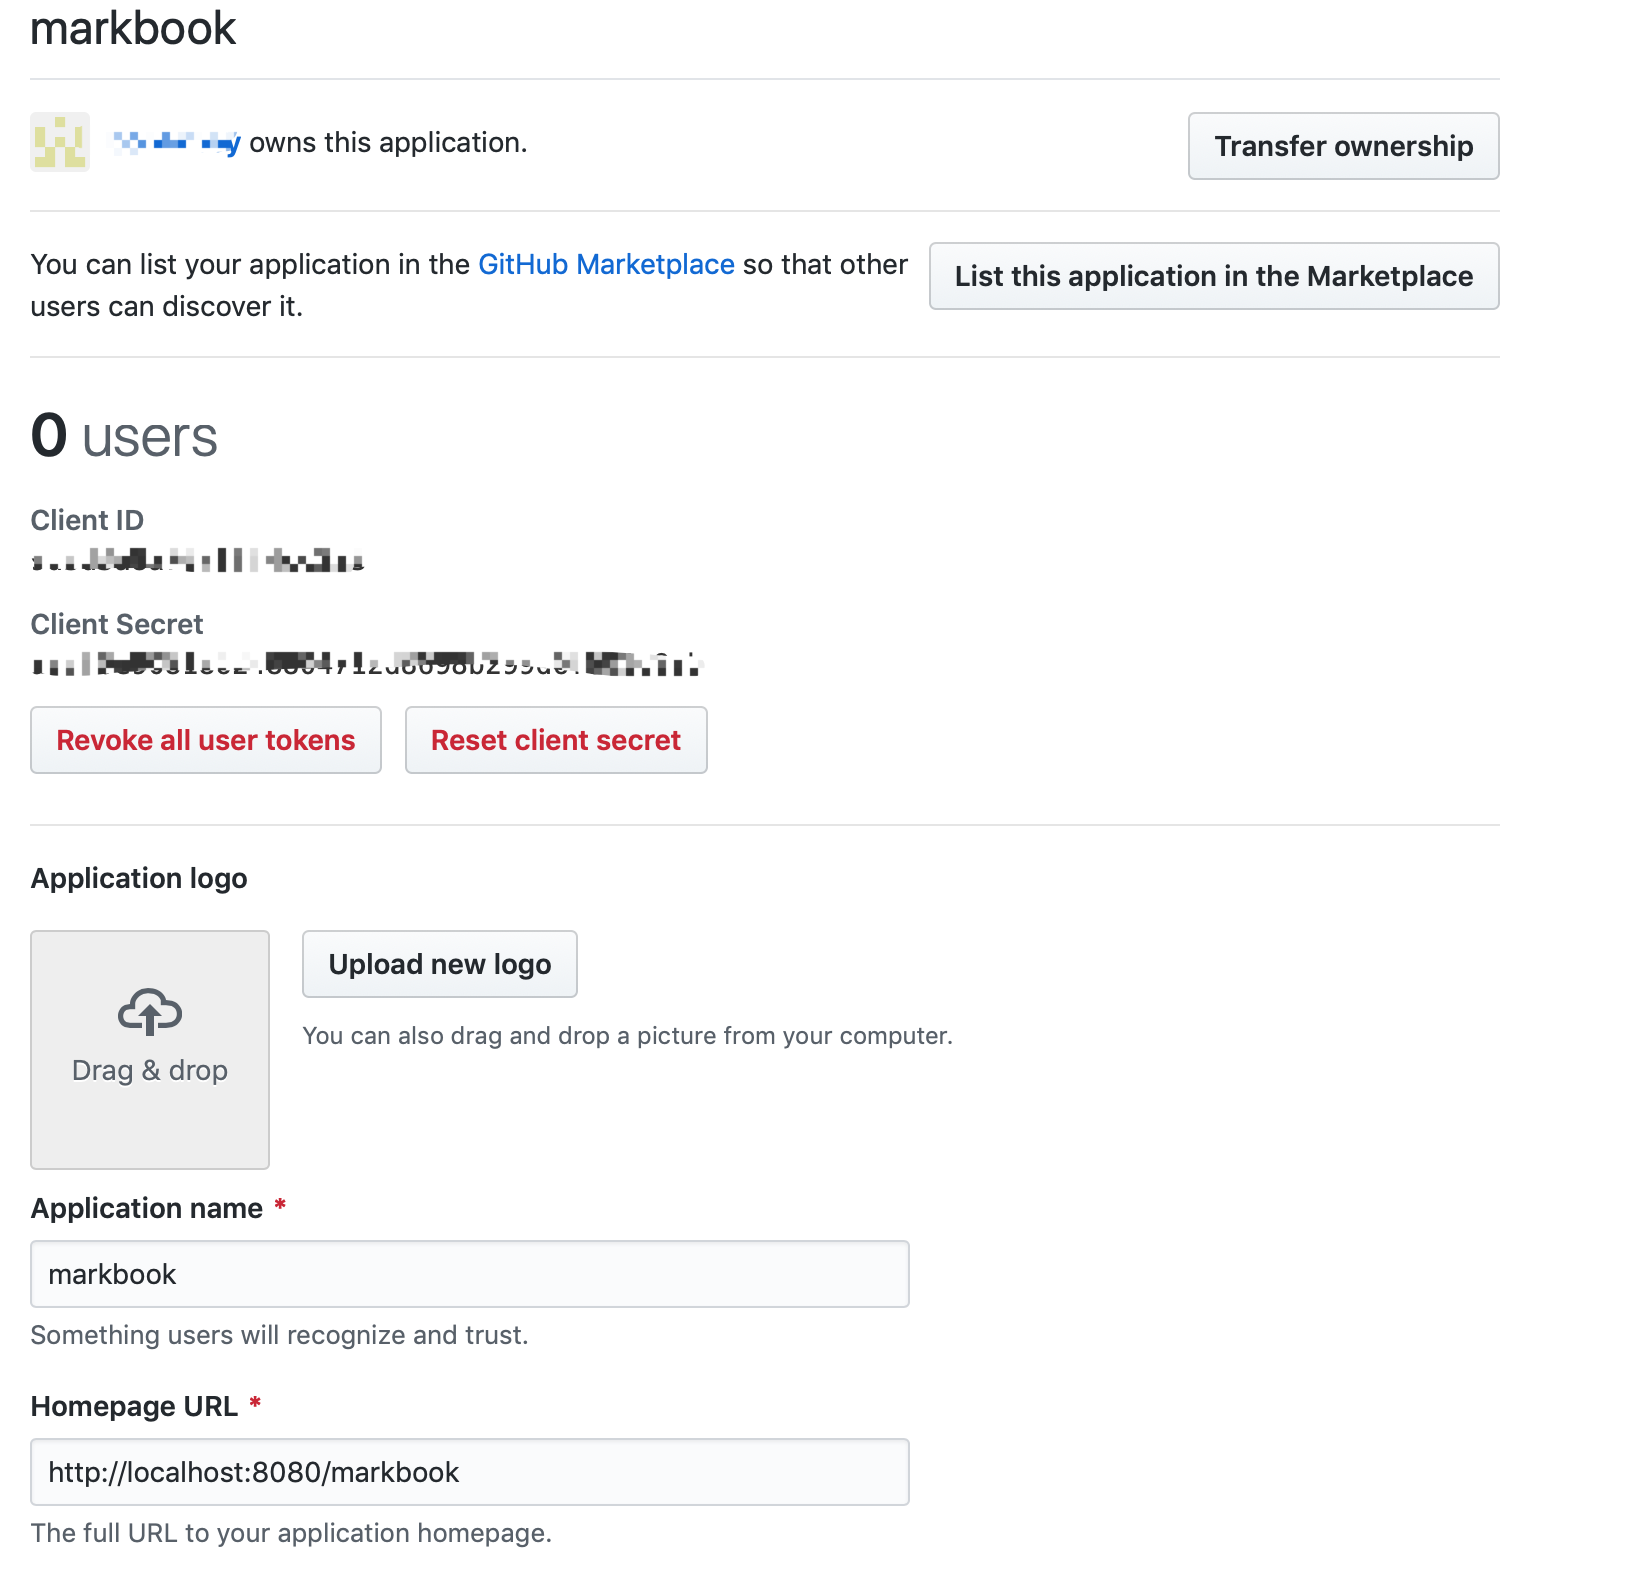 markbook
owns this application.
Transfer ownership
You can list your application in the GitHub Marketplace so that other
users can discover it.
List this application in the Marketplace
0 users
Client ID
Client Secret
Revoke all user tokens
Reset client secret
Application logo
Drag & drop
Upload new logo
You can also drag and drop a picture from your computer.
Application name *
markbook
Something users will recognize and trust.
Homepage URL *
http://localhost:8080/markbook
The full URL to your application homepage.